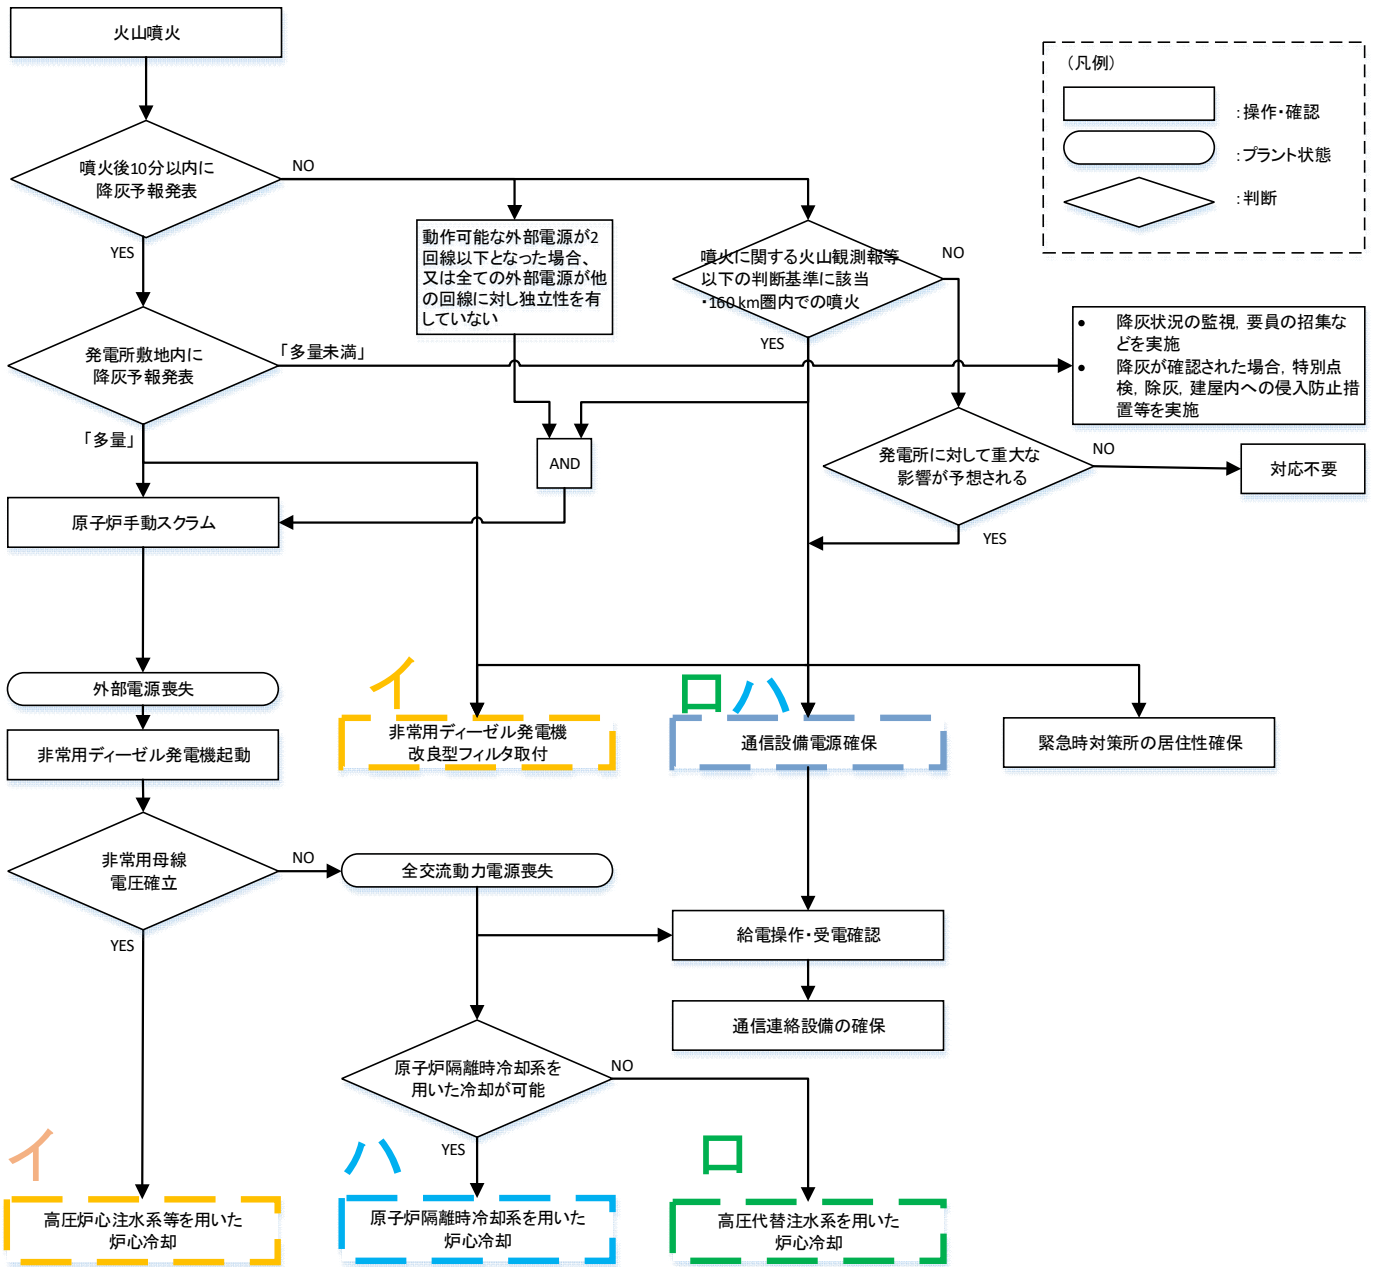 火山噴火
(凡例)
:操作・確認
:プラント状態
:判断
噴火後10分以内に
降灰予報発表
NO
YES
動作可能な外部電源が2
回線以下となった場合、
又は全ての外部電源が他
の回線に対し独立性を有
していない
噴火に関する火山観測報等
以下の判断基準に該当
・160 km圏内での噴火
NO
YES
発電所敷地内に
降灰予報発表
「多量未満」
「多量」
• 降灰状況の監視, 要員の招集な
どを実施
• 降灰が確認された場合, 特別点
検, 除灰, 建屋内への侵入防止措
置等を実施
AND
発電所に対して重大な
影響が予想される
NO
YES
対応不要
原子炉手動スクラム
外部電源喪失
イ
ロ ハ
非常用ディーゼル発電機起動
非常用ディーゼル発電機
改良型フィルタ取付
通信設備電源確保
緊急時対策所の居住性確保
非常用母線
電圧確立
NO
YES
全交流動力電源喪失
給電操作・受電確認
通信連絡設備の確保
原子炉隔離時冷却系を
用いた冷却が可能
NO
YES
イ
ハ
ロ
高圧炉心注水系等を用いた
炉心冷却
原子炉隔離時冷却系を用いた
炉心冷却
高圧代替注水系を用いた
炉心冷却